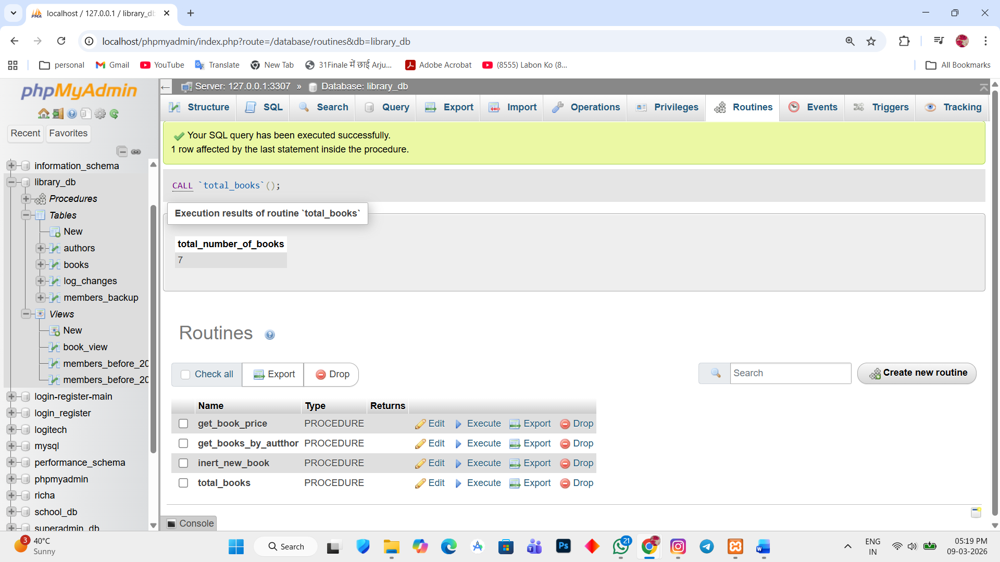 localhost / 127.0.0.1 / library_db
localhost/phpmyadmin/index.php?route=/database/routines&db=library_db
personal
Gmail
YouTube
Translate
New Tab
31Finale में छाई Arju...
Adobe Acrobat
(8555) Labon Ko (8...
All Bookmarks
phpMyAdmin
Recent
Favorites
information_schema
library_db
Procedures
Tables
New
authors
books
log_changes
members_backup
Views
New
book_view
members_before_20
members_before_20
login-register-main
login_register
logitech
mysql
performance_schema
phpmyadmin
richa
school_db
superadmin_db
Server: 127.0.0.1:3307 » Database: library_db
Structure
SQL
Search
Query
Export
Import
Operations
Privileges
Routines
Events
Triggers
Tracking
Your SQL query has been executed successfully.
1 row affected by the last statement inside the procedure.
CALL `total_books`();
Execution results of routine `total_books`
total_number_of_books
7
Routines
Check all
Export
Drop
Search
Create new routine
Name Type Returns
get_book_price PROCEDURE Edit Execute Export Drop
get_books_by_autthor PROCEDURE Edit Execute Export Drop
inert_new_book PROCEDURE Edit Execute Export Drop
total_books PROCEDURE Edit Execute Export Drop
Console
3
40°C
Sunny
Search
Ps
21
ENG
IN
05:19 PM
09-03-2026